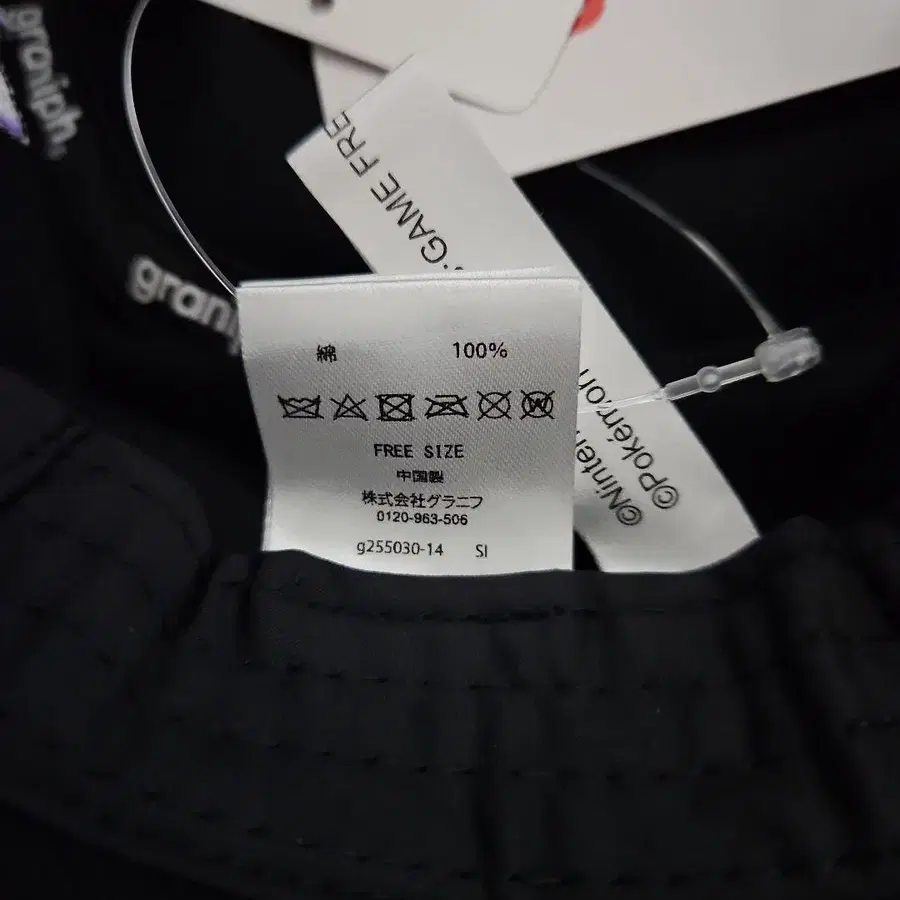 graniph
grani
GAME FRE
©Ninten
©Pokémon
綿 100%
FREE SIZE
中国製
株式会社グラニフ
0120-963-506
g255030-14 SI